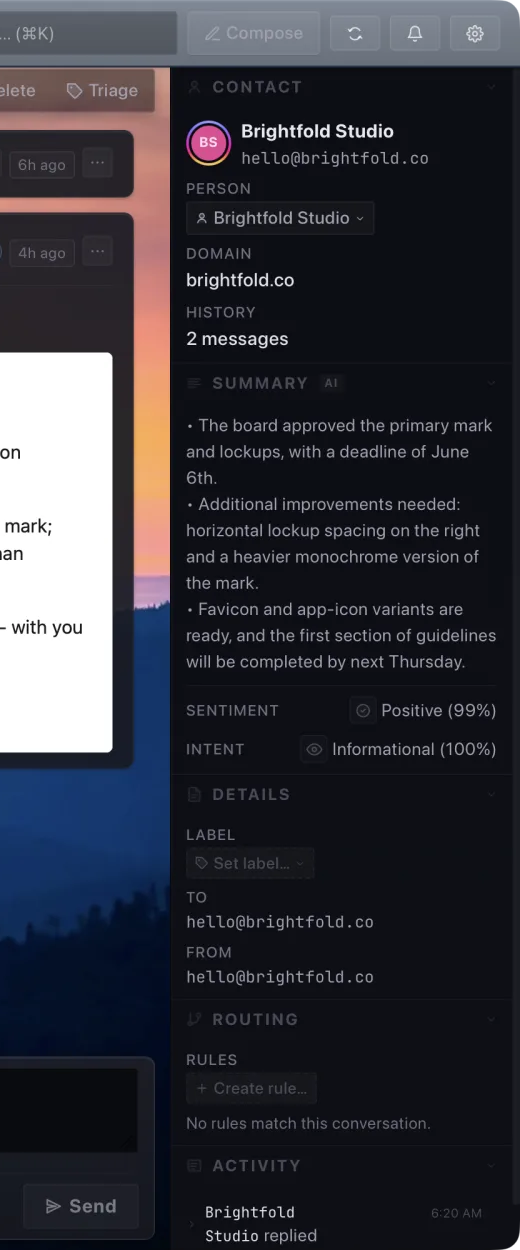 ... (⌘K)
Compose
elete
Triage
6h ago
...
4h ago
...
on
mark;
nan
– with you
Send
CONTACT
BS
Brightfold Studio
hello@brightfold.co
PERSON
Brightfold Studio
DOMAIN
brightfold.co
HISTORY
2 messages
SUMMARY AI
• The board approved the primary mark
and lockups, with a deadline of June
6th.
• Additional improvements needed:
horizontal lockup spacing on the right
and a heavier monochrome version of
the mark.
• Favicon and app-icon variants are
ready, and the first section of guidelines
will be completed by next Thursday.
SENTIMENT Positive (99%)
INTENT Informational (100%)
DETAILS
LABEL
Set label...
TO
hello@brightfold.co
FROM
hello@brightfold.co
ROUTING
RULES
+ Create rule...
No rules match this conversation.
ACTIVITY
Brightfold 6:20 AM
Studio replied